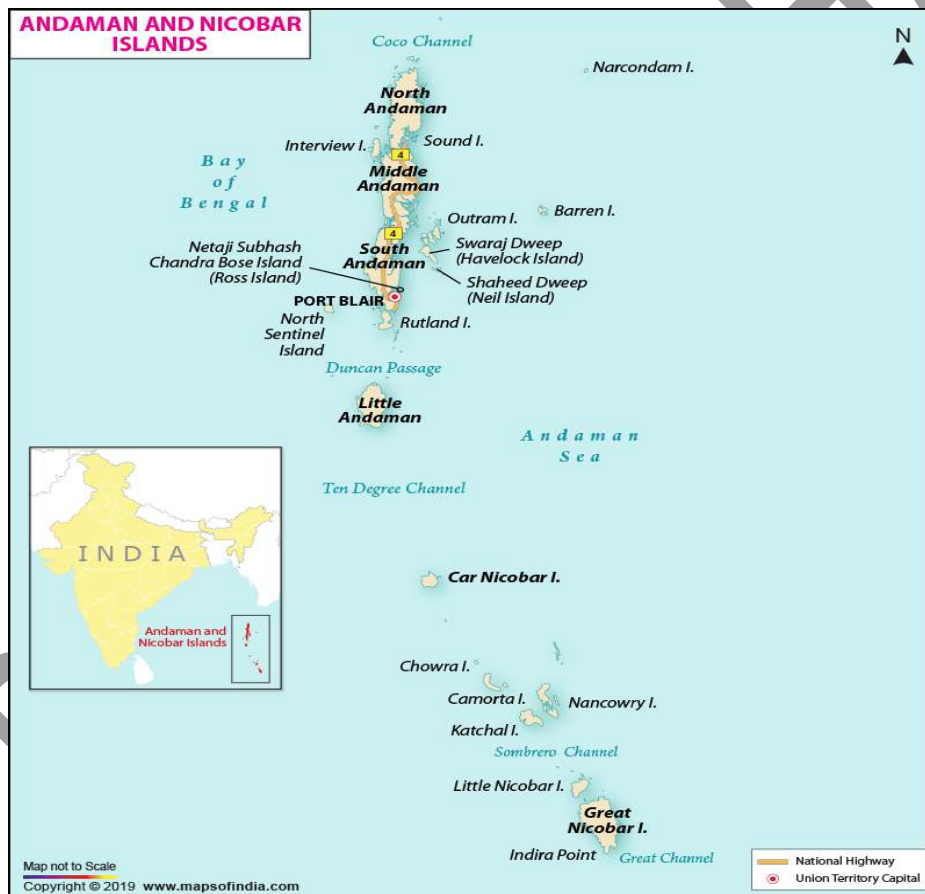 ANDAMAN AND NICOBAR
ISLANDS
Coco Channel
N
Narcondam I.
North
Andaman
Interview I.
Sound I.
4
Bay
of
Bengal
Middle
Andaman
Outram I.
Barren I.
4
Netaji Subhash
Chandra Bose Island
(Ross Island)
South
Andaman
Swaraj Dweep
(Havelock Island)
Shaheed Dweep
(Neil Island)
PORT BLAIR
North
Sentinel
Island
Rutland I.
Duncan Passage
Little
Andaman
Andaman
Sea
Ten Degree Channel
INDIA
Andaman and
Nicobar Islands
Car Nicobar I.
Chowra I.
Camorta I.
Nancowry I.
Katchal I.
Sombrero Channel
Little Nicobar I.
Great
Nicobar I.
Indira Point
Great Channel
Map not to Scale
Copyright © 2019 www.mapsofindia.com
National Highway
Union Territory Capital